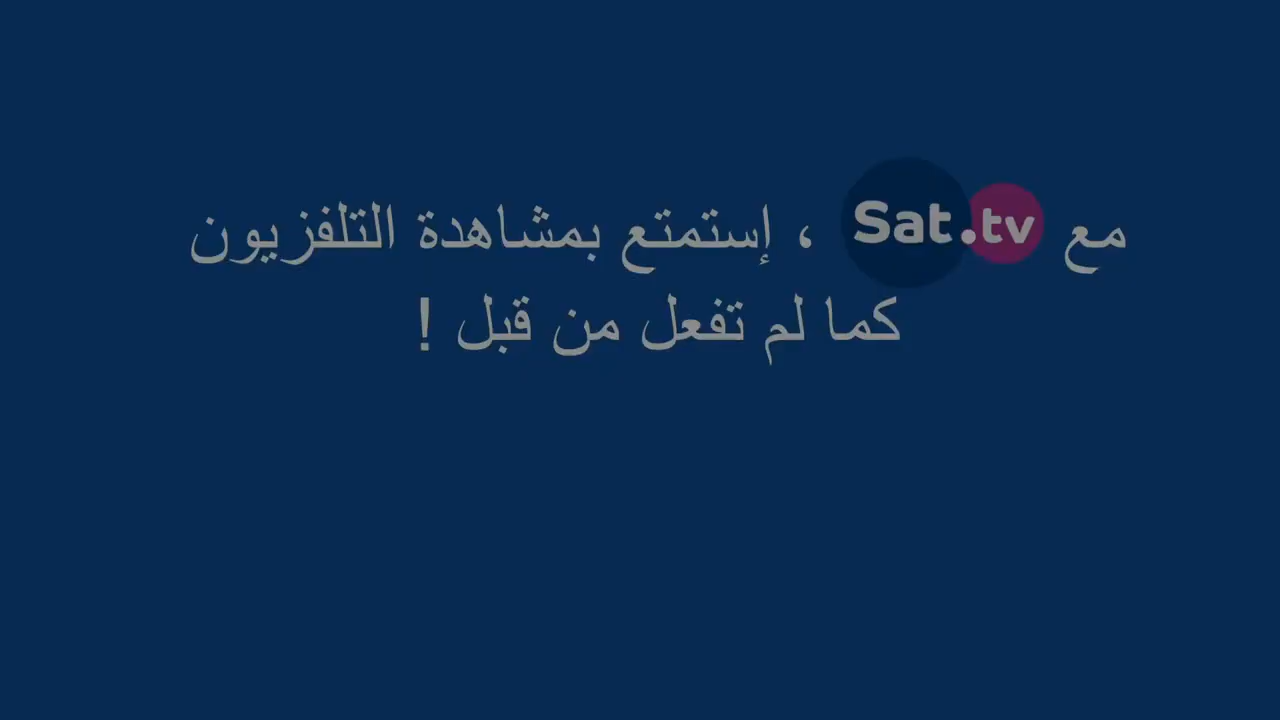 مع Sat.tv ، إستمتع بمشاهدة التلفزيون
كما لم تفعل من قبل !